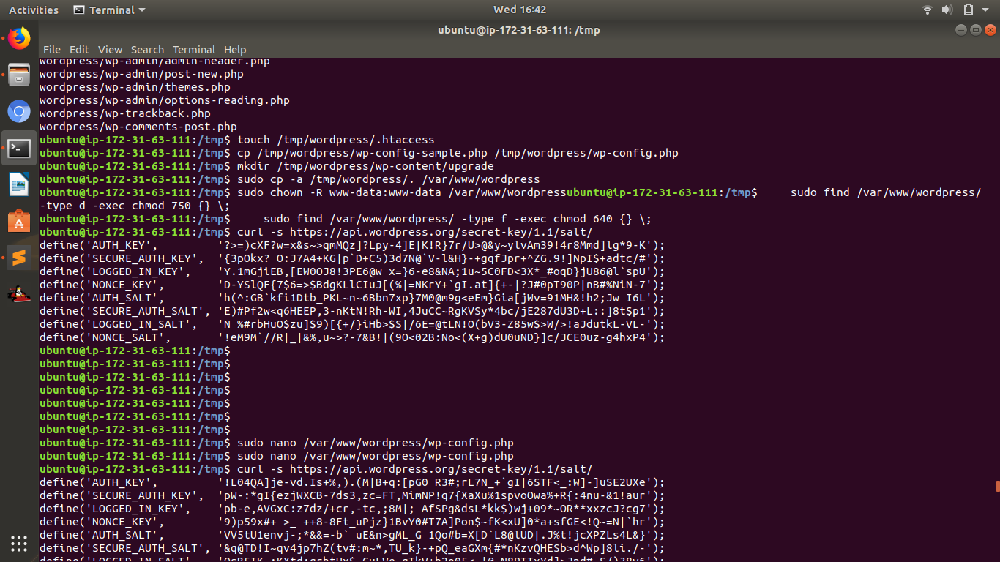 Activities
Terminal
Wed 16:42
ubuntu@ip-172-31-63-111: /tmp
File Edit View Search Terminal Help
wordpress/wp-admin/admin-header.php
wordpress/wp-admin/post-new.php
wordpress/wp-admin/themes.php
wordpress/wp-admin/options-reading.php
wordpress/wp-trackback.php
wordpress/wp-comments-post.php
ubuntu@ip-172-31-63-111:/tmp$ touch /tmp/wordpress/.htaccess
ubuntu@ip-172-31-63-111:/tmp$ cp /tmp/wordpress/wp-config-sample.php /tmp/wordpress/wp-config.php
ubuntu@ip-172-31-63-111:/tmp$ mkdir /tmp/wordpress/wp-content/upgrade
ubuntu@ip-172-31-63-111:/tmp$ sudo cp -a /tmp/wordpress/. /var/www/wordpress
ubuntu@ip-172-31-63-111:/tmp$ sudo chown -R www-data:www-data /var/www/wordpressubuntu@ip-172-31-63-111:/tmp$     sudo find /var/www/wordpress/
-type d -exec chmod 750 {} \;
ubuntu@ip-172-31-63-111:/tmp$     sudo find /var/www/wordpress/ -type f -exec chmod 640 {} \;
ubuntu@ip-172-31-63-111:/tmp$ curl -s https://api.wordpress.org/secret-key/1.1/salt/
define('AUTH_KEY',         '?>=)cXF?w=x&s~>qmMQz]?Lpy-4]E|K!R}7r/U>@&y~ylvAm39!4r8Mmd]lg*9-K');
define('SECURE_AUTH_KEY',  '{3pOkx? O:J7A4+KG|p`D+C5)3d7N@`V-l&H}-+gqfJpr+^ZG.9!]NpI$+adtc/#');
define('LOGGED_IN_KEY',    'Y.1mGjiEB,[EW0OJ8!3PE6@w x=}6-e8&NA;1u~5C0FD<3X*_#oqD}jU86@l`spU');
define('NONCE_KEY',        'D-YSlQF{7$6=>$BdgKLlCIuJ[(%|=NKrY+`gI.at]{+-|?J#0pT90P|nB#%NiN-7');
define('AUTH_SALT',        'h(^:GB`kfi1Dtb_PKL~n~6Bbn7xp}7M0@m9g<eEm}Gia[jWv=91MH&!h2;Jw I6L');
define('SECURE_AUTH_SALT', 'E)#Pf2w<q6HEEP,3-nKtN!Rh-WI,4JuCC~RgKVSy*4bc/jE287dU3D+L::]8t$p1');
define('LOGGED_IN_SALT',   'N %#rbHuO$zu]$9)[{+/}iHb>$S|/6E=@tLN!O(bV3-Z85w$>W/>!aJdutkL-VL-');
define('NONCE_SALT',       '!eM9M`//R|_|&%,u~>?-7&B!|(9O<02B:No<(X+g)dU0uND}]c/JCE0uz-g4hxP4');
ubuntu@ip-172-31-63-111:/tmp$
ubuntu@ip-172-31-63-111:/tmp$
ubuntu@ip-172-31-63-111:/tmp$
ubuntu@ip-172-31-63-111:/tmp$
ubuntu@ip-172-31-63-111:/tmp$
ubuntu@ip-172-31-63-111:/tmp$
ubuntu@ip-172-31-63-111:/tmp$
ubuntu@ip-172-31-63-111:/tmp$ sudo nano /var/www/wordpress/wp-config.php
ubuntu@ip-172-31-63-111:/tmp$ sudo nano /var/www/wordpress/wp-config.php
ubuntu@ip-172-31-63-111:/tmp$ curl -s https://api.wordpress.org/secret-key/1.1/salt/
define('AUTH_KEY',         '!L04QA]je-vd.Is+%,).(M|B+q:[pG0 R3#;rL7N_+`gI|6STF<_:W]-]uSE2UXe');
define('SECURE_AUTH_KEY',  'pW-:*gI{ezjWXCB-7ds3,zc=FT,MimNP!q7{XaXu%1spvoOwa%+R{:4nu-&1!aur');
define('LOGGED_IN_KEY',    'pb-e,AVGxC:z7dz/+cr,-tc,;8M|; AfSPg&dsL*kk$)wj+09*~OR**xxzcJ?cg7');
define('NONCE_KEY',        '9)p59x#+ >_ ++8-8Ft_uPjz}1BvY0#T7A]Pon$~fK<xU]0*a+sfGE<!Q~=N|`hr');
define('AUTH_SALT',        'VV5tU1envj-;*&&=-b` uE&n>gML_G 1Qo#b=X[D`L8@lUD|.J%t!jcXPZLs4L&}');
define('SECURE_AUTH_SALT', '&q@TD!I~qv4jp7hZ(tv#:m~*,TU_k}-+pQ_eaGXm{#*nKzvQHESb>d^Wp]8li./-');